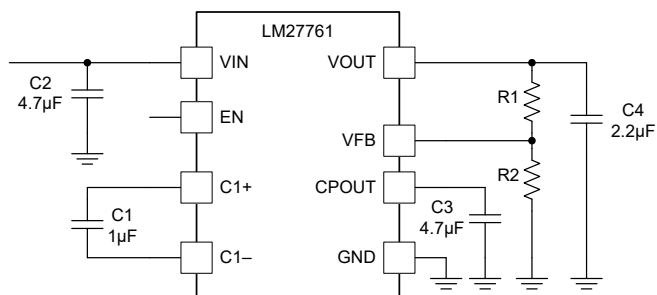 LM27761
VIN
VOUT
C2
4.7µF
R1
C4
2.2µF
EN
VFB
C1+
CPOUT
R2
C1
1µF
C3
4.7µF
C1–
GND